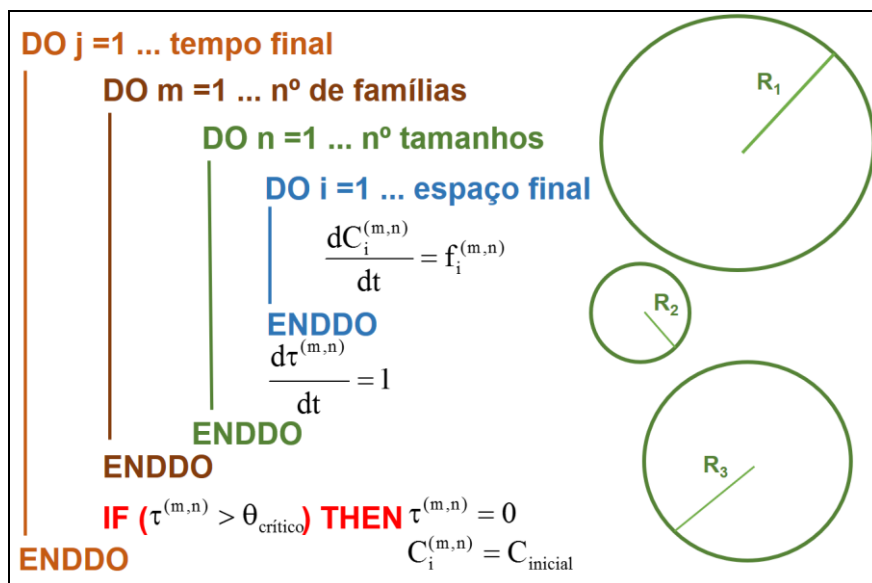 DO j =1 ... tempo final
DO m =1 ... nº de famílias
DO n =1 ... nº tamanhos
DO i =1 ... espaço final
dC_i^(m,n)/dt = f_i^(m,n)
ENDDO
dτ^(m,n)/dt = 1
ENDDO
ENDDO
IF (τ^(m,n) > θ_crítico) THEN τ^(m,n) = 0
C_i^(m,n) = C_inicial
ENDDO
R₁
R₂
R₃